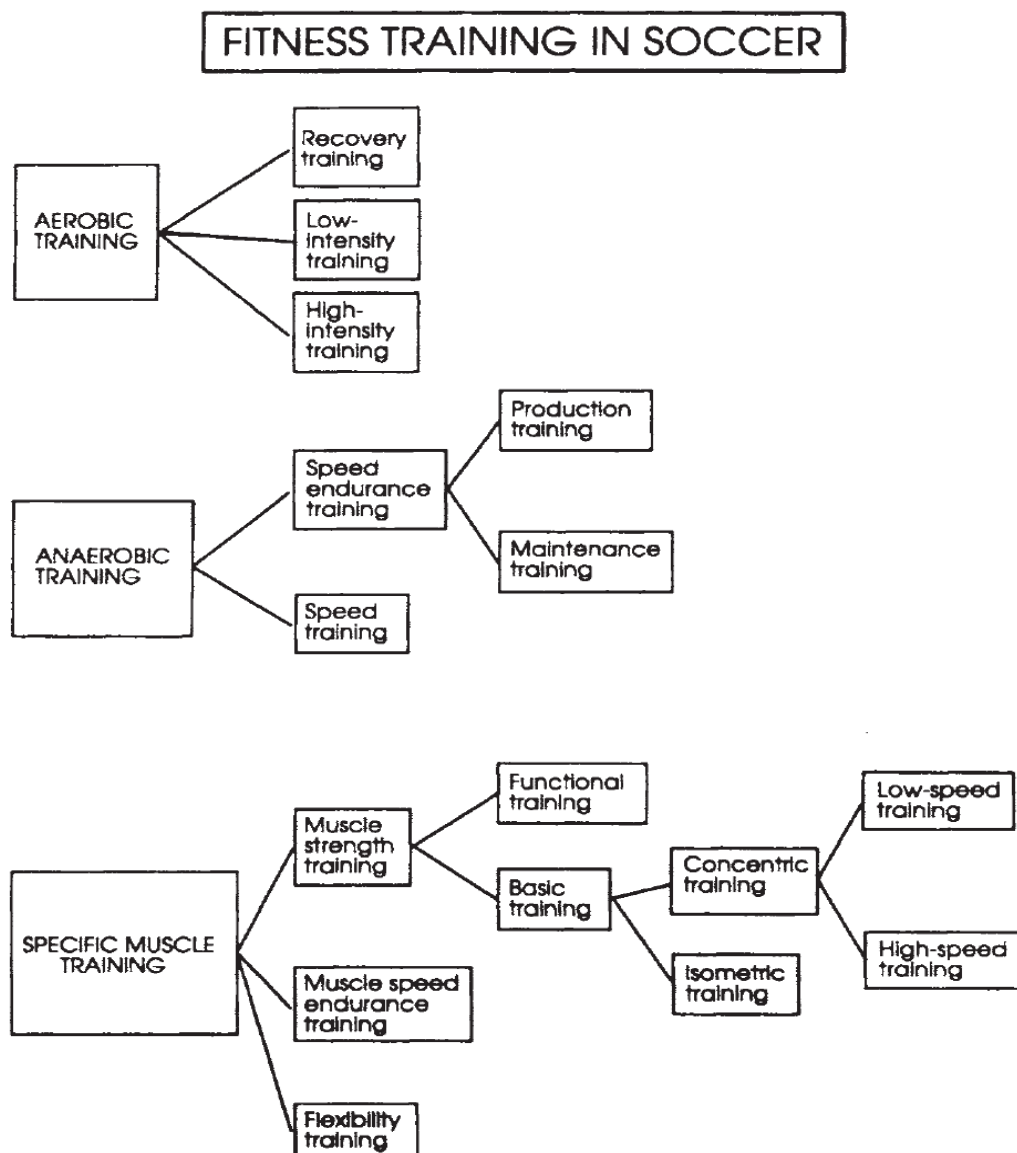 FITNESS TRAINING IN SOCCER
AEROBIC
TRAINING
Recovery
training
Low-
intensity
training
High-
intensity
training
ANAEROBIC
TRAINING
Speed
endurance
training
Production
training
Maintenance
training
Speed
training
SPECIFIC MUSCLE
TRAINING
Muscle
strength
training
Functional
training
Basic
training
Concentric
training
Low-speed
training
High-speed
training
Isometric
training
Muscle speed
endurance
training
Flexibility
training